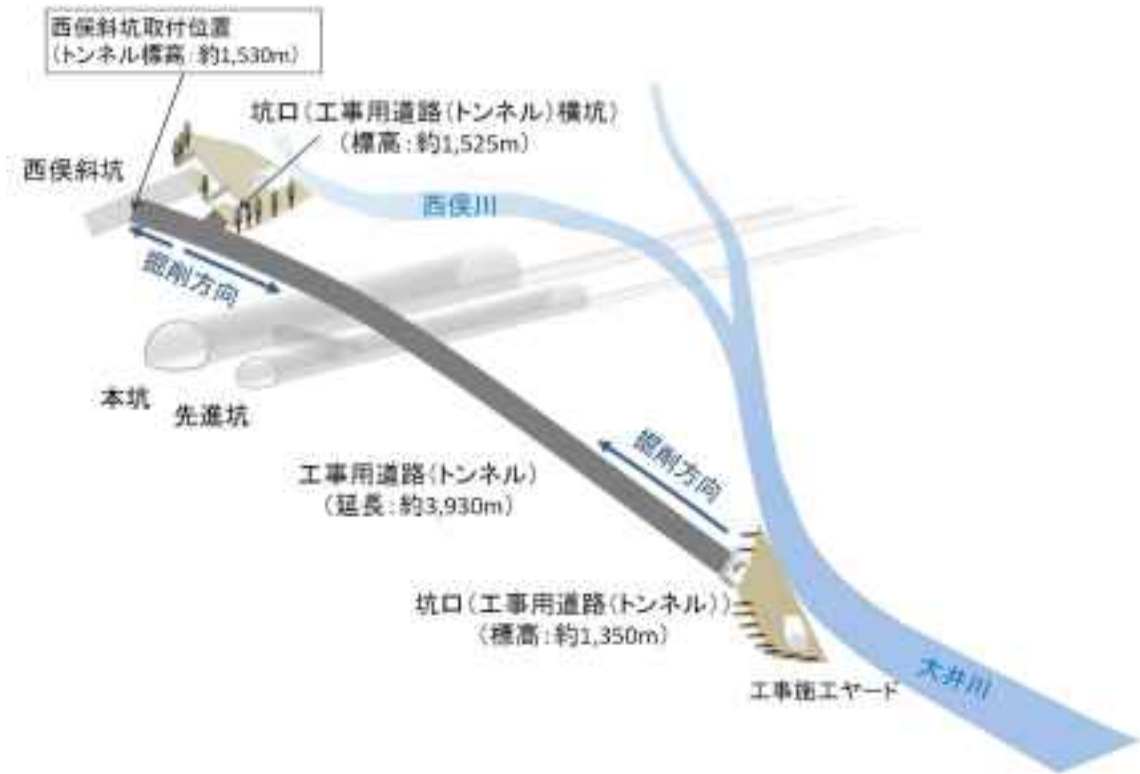 西俣斜坑取付位置
(トンネル標高:約1,530m)
坑口(工事用道路(トンネル)横坑)
(標高:約1,525m)
西俣斜坑
西俣川
掘削方向
本坑
先進坑
掘削方向
工事用道路(トンネル)
(延長:約3,930m)
坑口(工事用道路(トンネル))
(標高:約1,350m)
大井川
工事施工ヤード